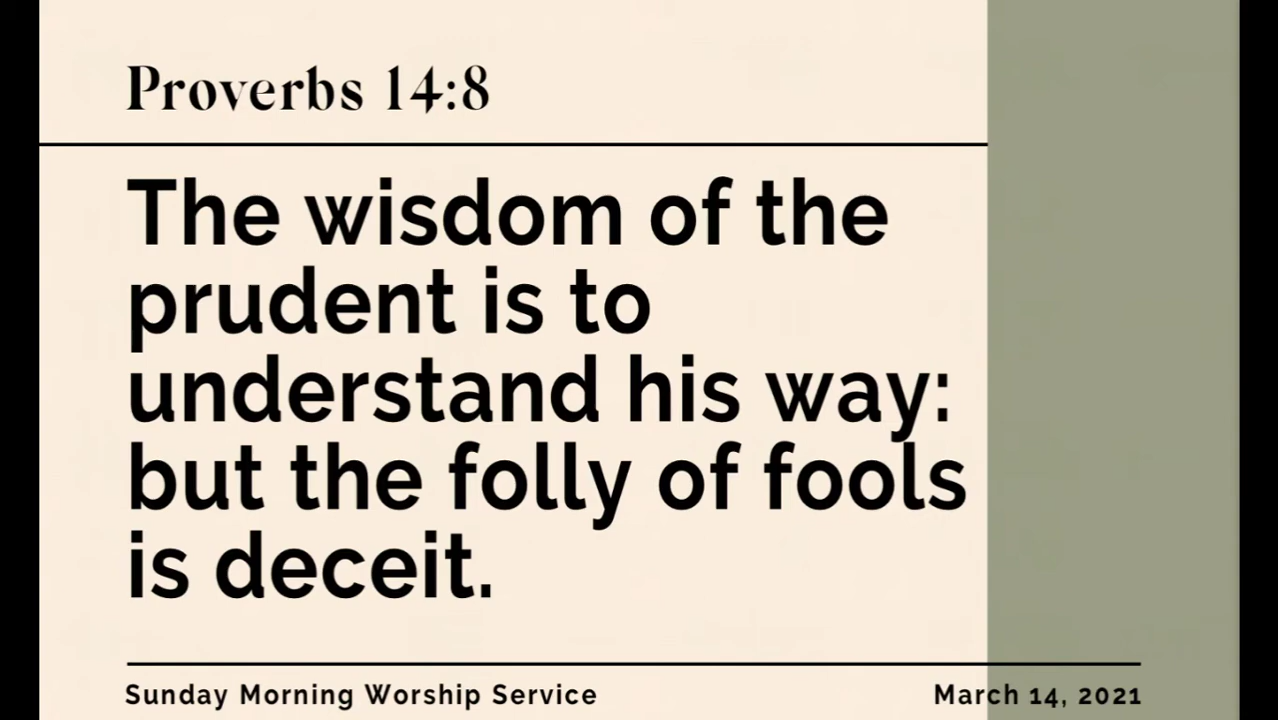 Proverbs 14:8
The wisdom of the
prudent is to
understand his way:
but the folly of fools
is deceit.
Sunday Morning Worship Service
March 14, 2021